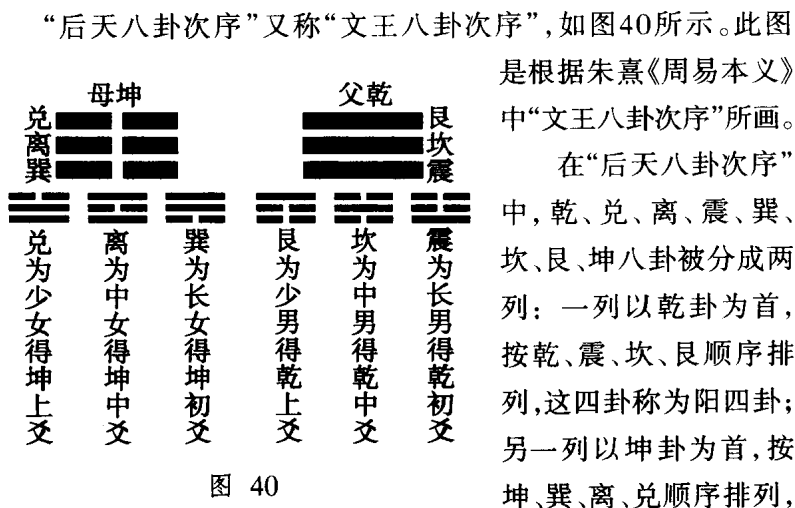 “后天八卦次序”又称“文王八卦次序”,如图40所示。此图
是根据朱熹《周易本义》
中“文王八卦次序”所画。
在“后天八卦次序”
中,乾、兑、离、震、巽、
坎、艮、坤八卦被分成两
列：一列以乾卦为首,
按乾、震、坎、艮顺序排
列,这四卦称为阳四卦;
另一列以坤卦为首,按
坤、巽、离、兑顺序排列,
母坤
父乾
兑
离
巽
艮
坎
震
兑为少女得坤上爻
离为中女得坤中爻
巽为长女得坤初爻
艮为少男得乾上爻
坎为中男得乾中爻
震为长男得乾初爻
图 40